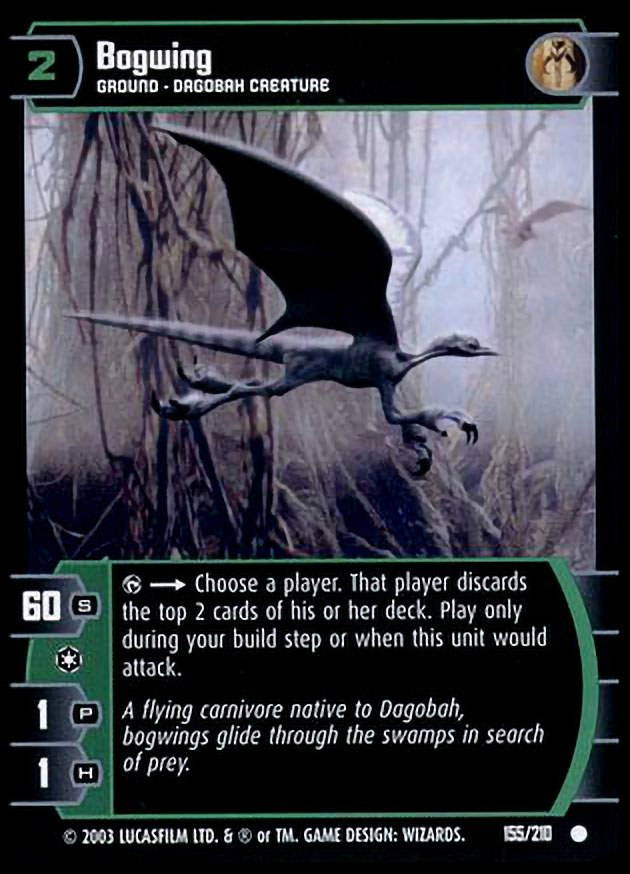 2
Bogwing
GROUND - DAGOBAH CREATURE
60 S
→ Choose a player. That player discards
the top 2 cards of his or her deck. Play only
during your build step or when this unit would
attack.
1 P
A flying carnivore native to Dagobah,
bogwings glide through the swamps in search
of prey.
1 H
© 2003 LUCASFILM LTD. & ® or TM. GAME DESIGN: WIZARDS.
155/210